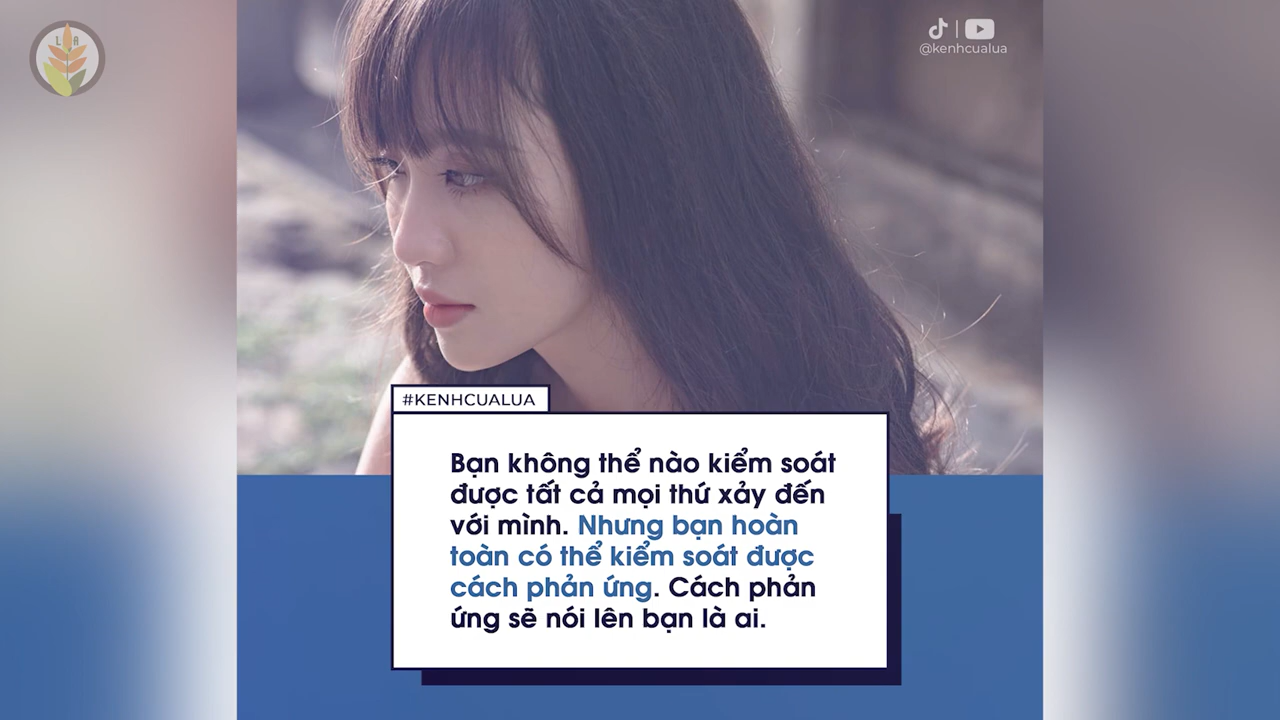 LÚA
@kenhcualua
#KENHCUALUA
Bạn không thể nào kiểm soát
được tất cả mọi thứ xảy đến
với mình. Nhưng bạn hoàn
toàn có thể kiểm soát được
cách phản ứng. Cách phản
ứng sẽ nói lên bạn là ai.